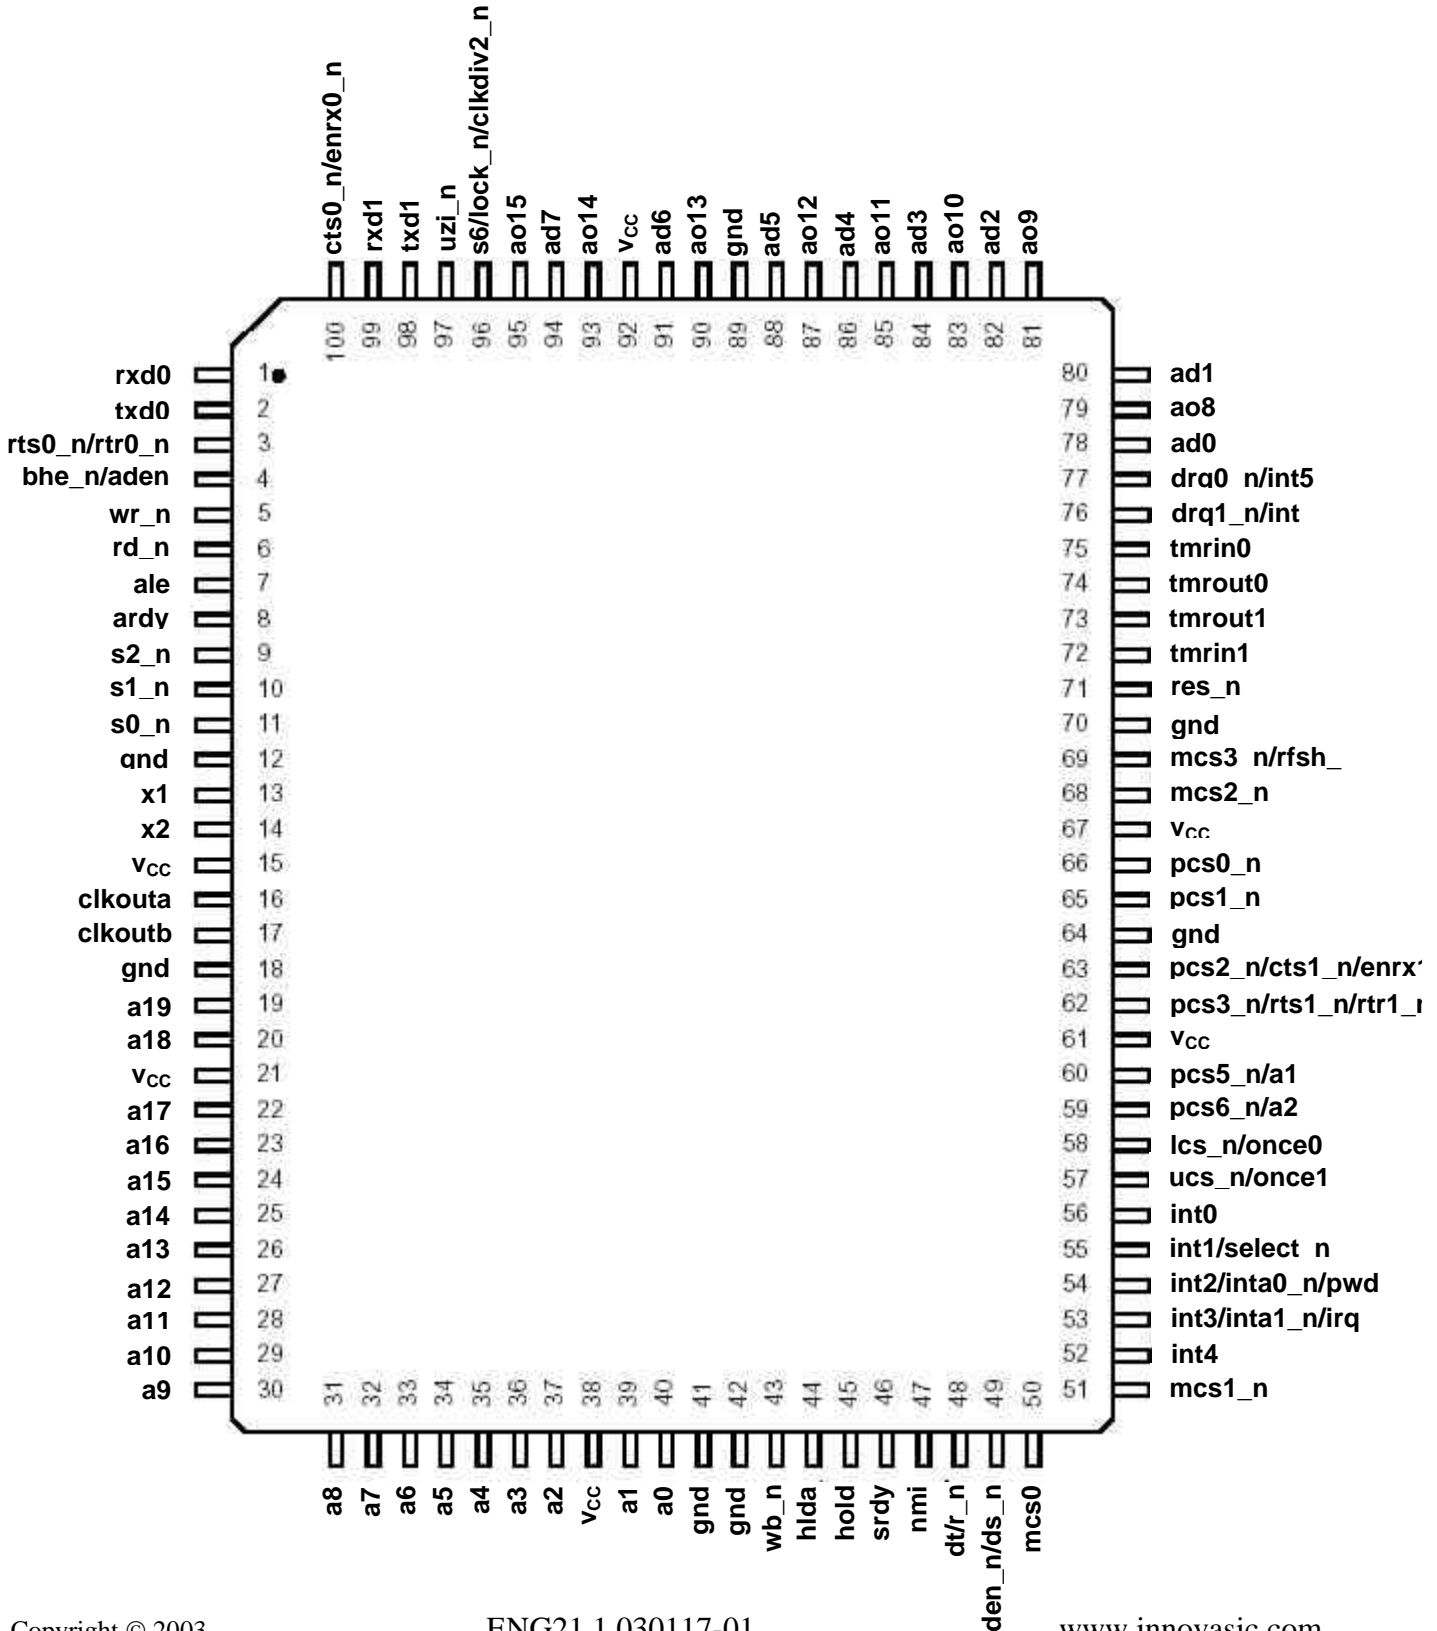 cts0_n/enrx0_n
rxd1
txd1
uzi_n
s6/lock_n/clkdiv2_n
ao15
ad7
ao14
vCC
ad6
ao13
gnd
ad5
ao12
ad4
ao11
ad3
ao10
ad2
ao9
100 99 98 97 96 95 94 93 92 91 90 89 88 87 86 85 84 83 82 81
rxd0 1
txd0 2
rts0_n/rtr0_n 3
bhe_n/aden 4
wr_n 5
rd_n 6
ale 7
ardy 8
s2_n 9
s1_n 10
s0_n 11
gnd 12
x1 13
x2 14
vCC 15
clkouta 16
clkoutb 17
gnd 18
a19 19
a18 20
vCC 21
a17 22
a16 23
a15 24
a14 25
a13 26
a12 27
a11 28
a10 29
a9 30
80 ad1
79 ao8
78 ad0
77 drq0_n/int5
76 drq1_n/int
75 tmrin0
74 tmrout0
73 tmrout1
72 tmrin1
71 res_n
70 gnd
69 mcs3_n/rfsh_
68 mcs2_n
67 vCC
66 pcs0_n
65 pcs1_n
64 gnd
63 pcs2_n/cts1_n/enrx1
62 pcs3_n/rts1_n/rtr1_n
61 vCC
60 pcs5_n/a1
59 pcs6_n/a2
58 lcs_n/once0
57 ucs_n/once1
56 int0
55 int1/select_n
54 int2/inta0_n/pwd
53 int3/inta1_n/irq
52 int4
51 mcs1_n
31 32 33 34 35 36 37 38 39 40 41 42 43 44 45 46 47 48 49 50
a8
a7
a6
a5
a4
a3
a2
vCC
a1
a0
gnd
gnd
wb_n
hlda
hold
srdy
nmi
dt/r_n
den_n/ds_n
mcs0
Copyright © 2003 ENG21 1 030117-01 www.innovasic.com